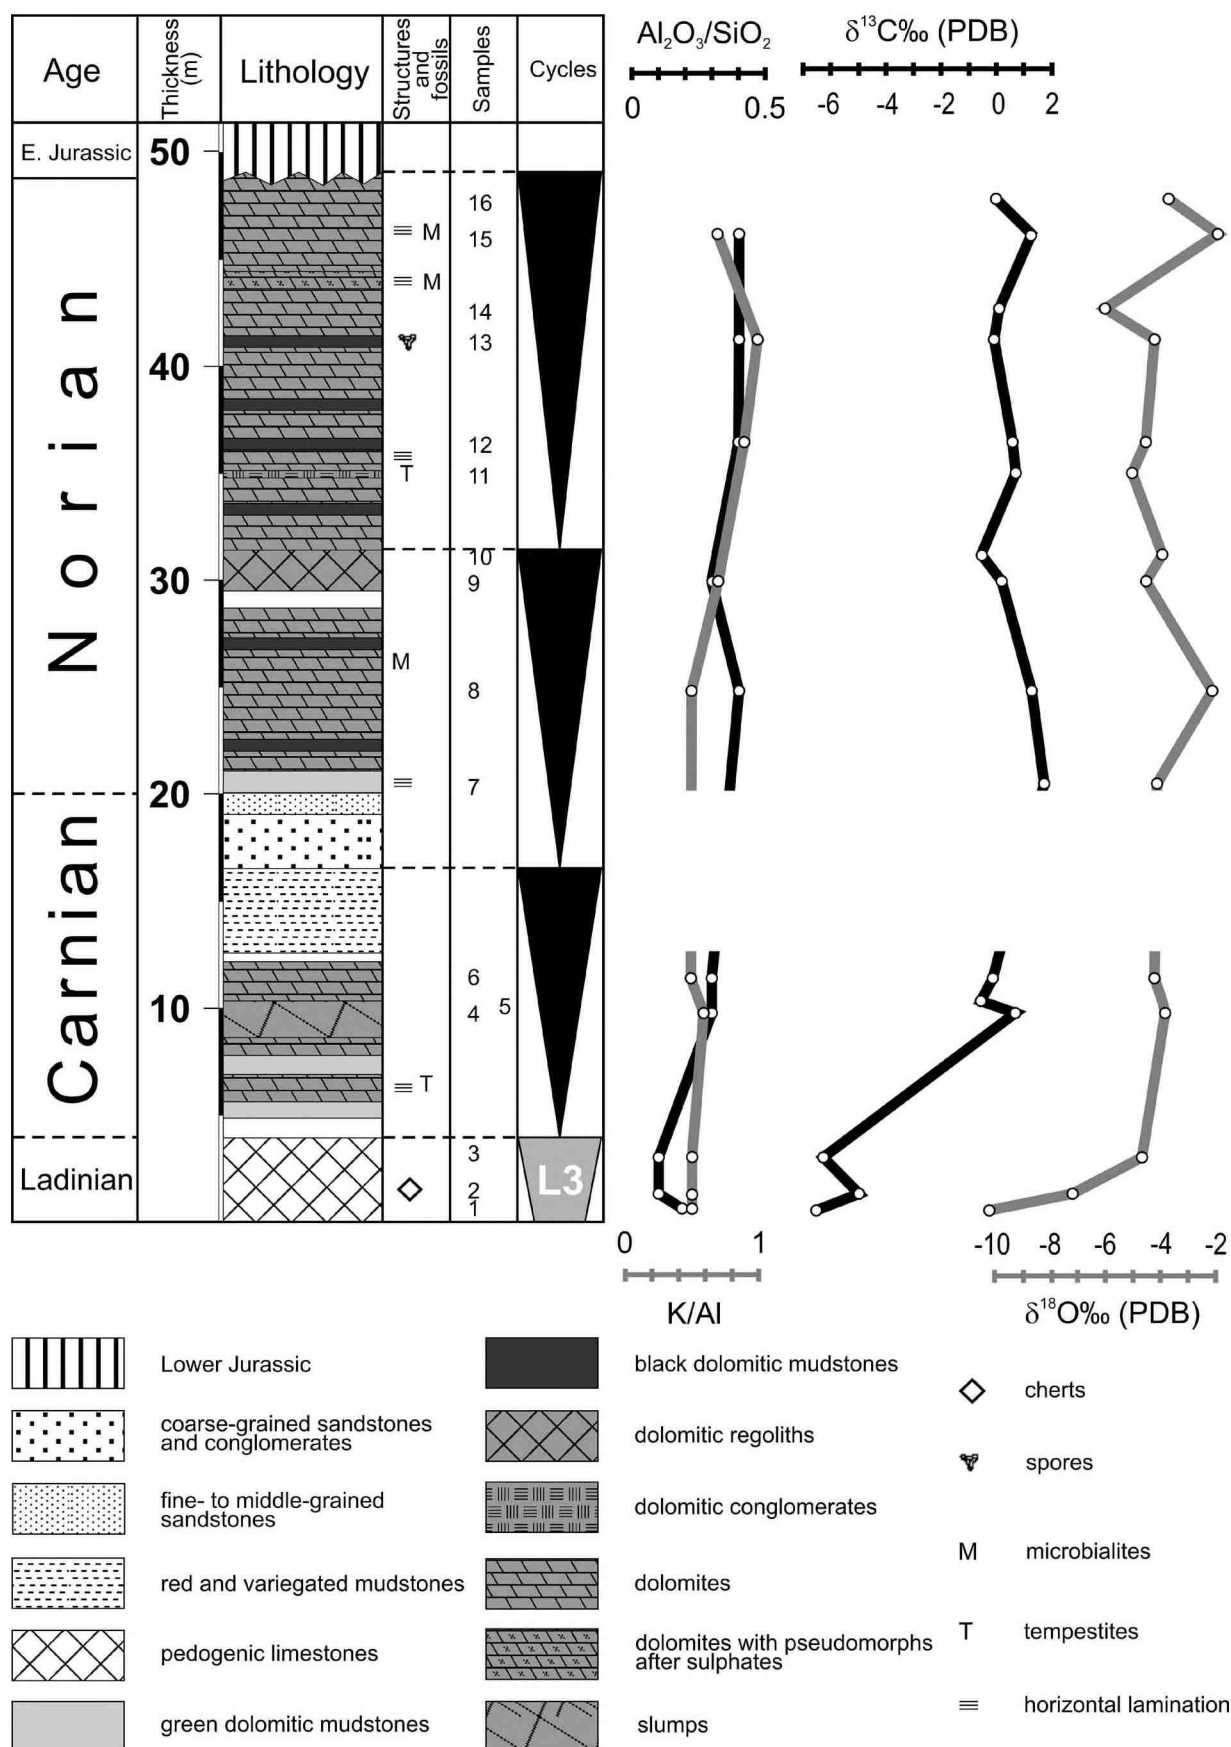 Age
Thickness
(m)
Lithology
Structures
and
fossils
Samples
Cycles
Al₂O₃/SiO₂
0 0.5
δ¹³C‰ (PDB)
-6 -4 -2 0 2
E. Jurassic
Norian
Carnian
Ladinian
50
40
30
20
10
16
M 15
M
14
13
12
T 11
10
9
M
8
7
6
5
4
T
3
2
1
L3
0 1
K/Al
-10 -8 -6 -4 -2
δ¹⁸O‰ (PDB)
Lower Jurassic
coarse-grained sandstones
and conglomerates
fine- to middle-grained
sandstones
red and variegated mudstones
pedogenic limestones
green dolomitic mudstones
black dolomitic mudstones
dolomitic regoliths
dolomitic conglomerates
dolomites
dolomites with pseudomorphs
after sulphates
slumps
cherts
spores
M microbialites
T tempestites
horizontal lamination